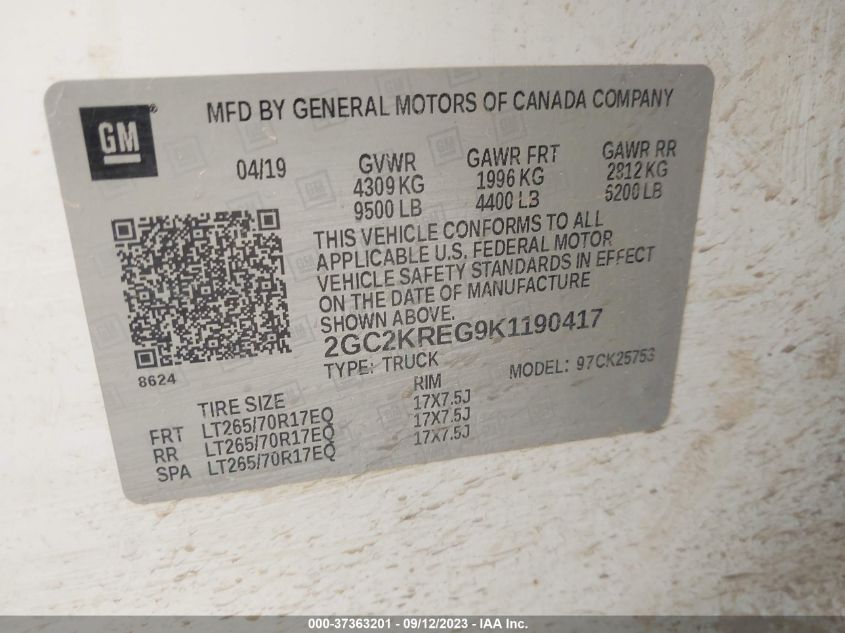 GM
MFD BY GENERAL MOTORS OF CANADA COMPANY
04/19
GVWR
4309 KG
9500 LB
GAWR FRT
1996 KG
4400 LB
GAWR RR
2812 KG
6200 LB
THIS VEHICLE CONFORMS TO ALL
APPLICABLE U.S. FEDERAL MOTOR
VEHICLE SAFETY STANDARDS IN EFFECT
ON THE DATE OF MANUFACTURE
SHOWN ABOVE.
2GC2KREG9K1190417
TYPE: TRUCK
MODEL: 97CK25753
8624
TIRE SIZE RIM
FRT LT265/70R17EQ 17X7.5J
RR LT265/70R17EQ 17X7.5J
SPA LT265/70R17EQ 17X7.5J
000-37363201 - 09/12/2023 - Copyright © IAA, Inc.